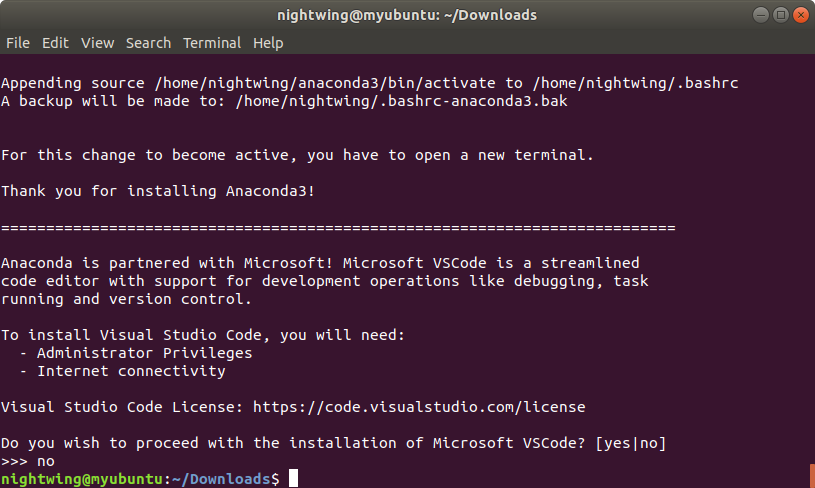 nightwing@myubuntu: ~/Downloads
File Edit View Search Terminal Help
Appending source /home/nightwing/anaconda3/bin/activate to /home/nightwing/.bashrc
A backup will be made to: /home/nightwing/.bashrc-anaconda3.bak
For this change to become active, you have to open a new terminal.
Thank you for installing Anaconda3!
===========================================================================
Anaconda is partnered with Microsoft! Microsoft VSCode is a streamlined
code editor with support for development operations like debugging, task
running and version control.
To install Visual Studio Code, you will need:
  - Administrator Privileges
  - Internet connectivity
Visual Studio Code License: https://code.visualstudio.com/license
Do you wish to proceed with the installation of Microsoft VSCode? [yes|no]
>>> no
nightwing@myubuntu:~/Downloads$